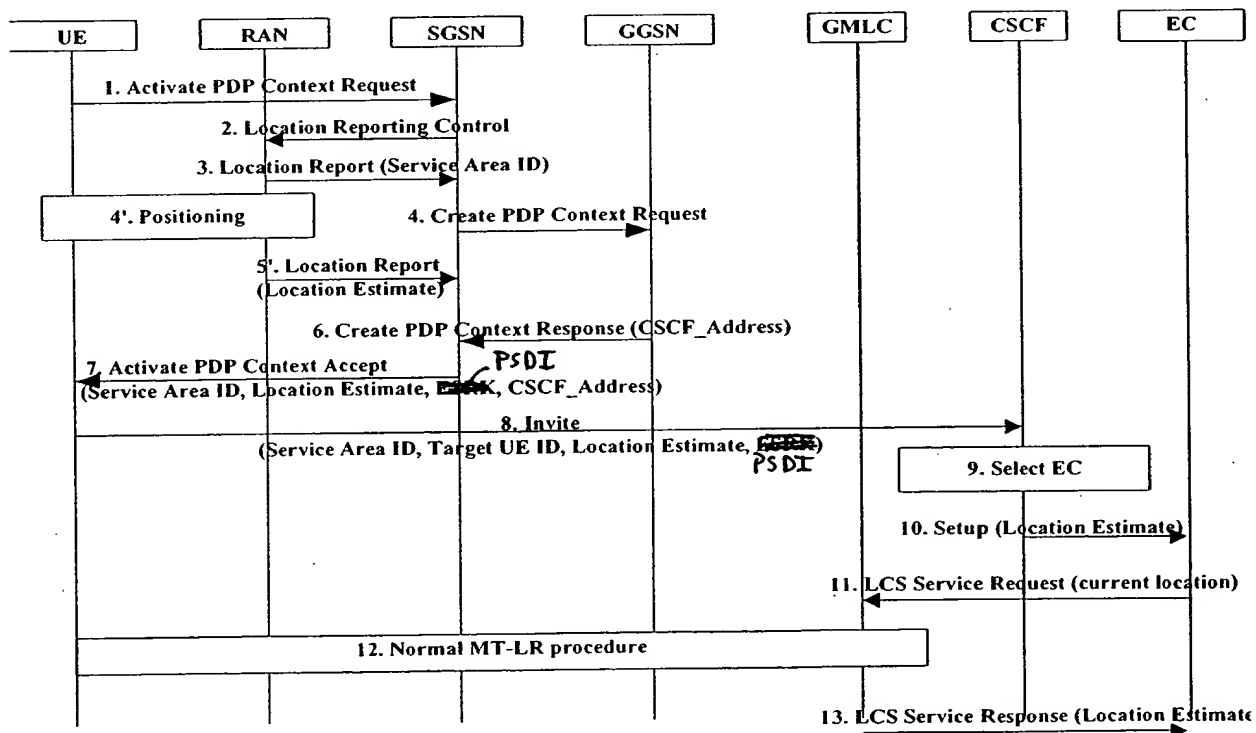 UE RAN SGSN GGSN GMLC CSCF EC
1. Activate PDP Context Request
2. Location Reporting Control
3. Location Report (Service Area ID)
4'. Positioning
4. Create PDP Context Request
5'. Location Report
(Location Estimate)
6. Create PDP Context Response (CSCF_Address)
7. Activate PDP Context Accept
PSDI
(Service Area ID, Location Estimate, , CSCF_Address)
8. Invite
(Service Area ID, Target UE ID, Location Estimate, )
PSDI
9. Select EC
10. Setup (Location Estimate)
11. LCS Service Request (current location)
12. Normal MT-LR procedure
13. LCS Service Response (Location Estimate